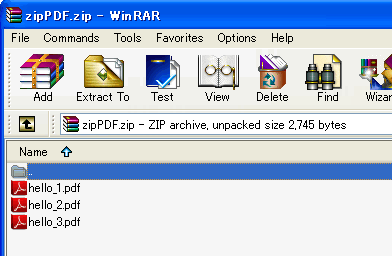 zipPDF.zip - WinRAR
File Commands Tools Favorites Options Help
Add Extract To Test View Delete Find Wizar
zipPDF.zip - ZIP archive, unpacked size 2,745 bytes
Name
..
hello_1.pdf
hello_2.pdf
hello_3.pdf